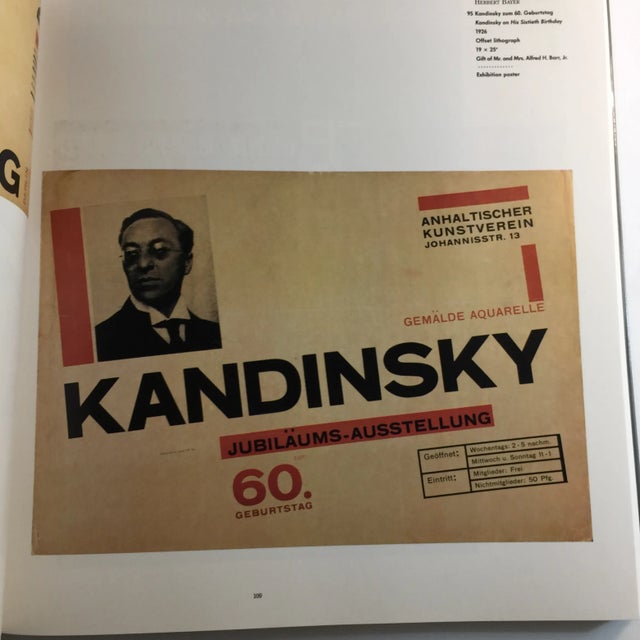 HERBERT BAYER
95 Kandinsky zum 60. Geburtstag
Kandinsky on His Sixtieth Birthday
1926
Offset lithograph
19 × 25"
Gift of Mr. and Mrs. Alfred H. Barr, Jr.
Exhibition poster
G
ANHALTISCHER
KUNSTVEREIN
JOHANNISSTR. 13
GEMÄLDE AQUARELLE
KANDINSKY
JUBILÄUMS-AUSSTELLUNG
ZUM
60.
GEBURTSTAG
Geöffnet: Wochentags: 2-5 nachm.
Mittwoch u. Sonntag 11-1
Eintritt: Mitglieder: Frei
Nichtmitglieder: 50 Pfg.
109